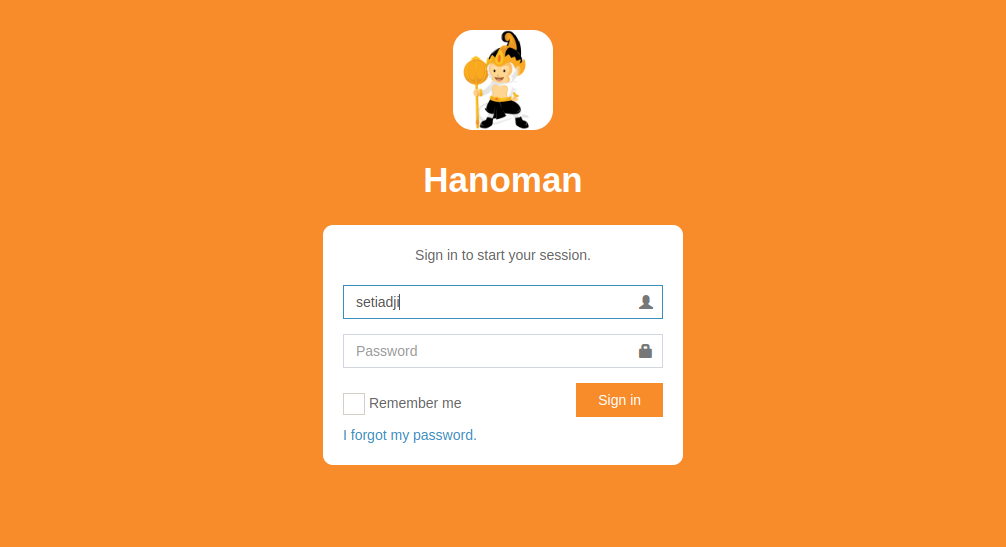 Hanoman
Sign in to start your session.
setiadji
Password
Remember me
Sign in
I forgot my password.